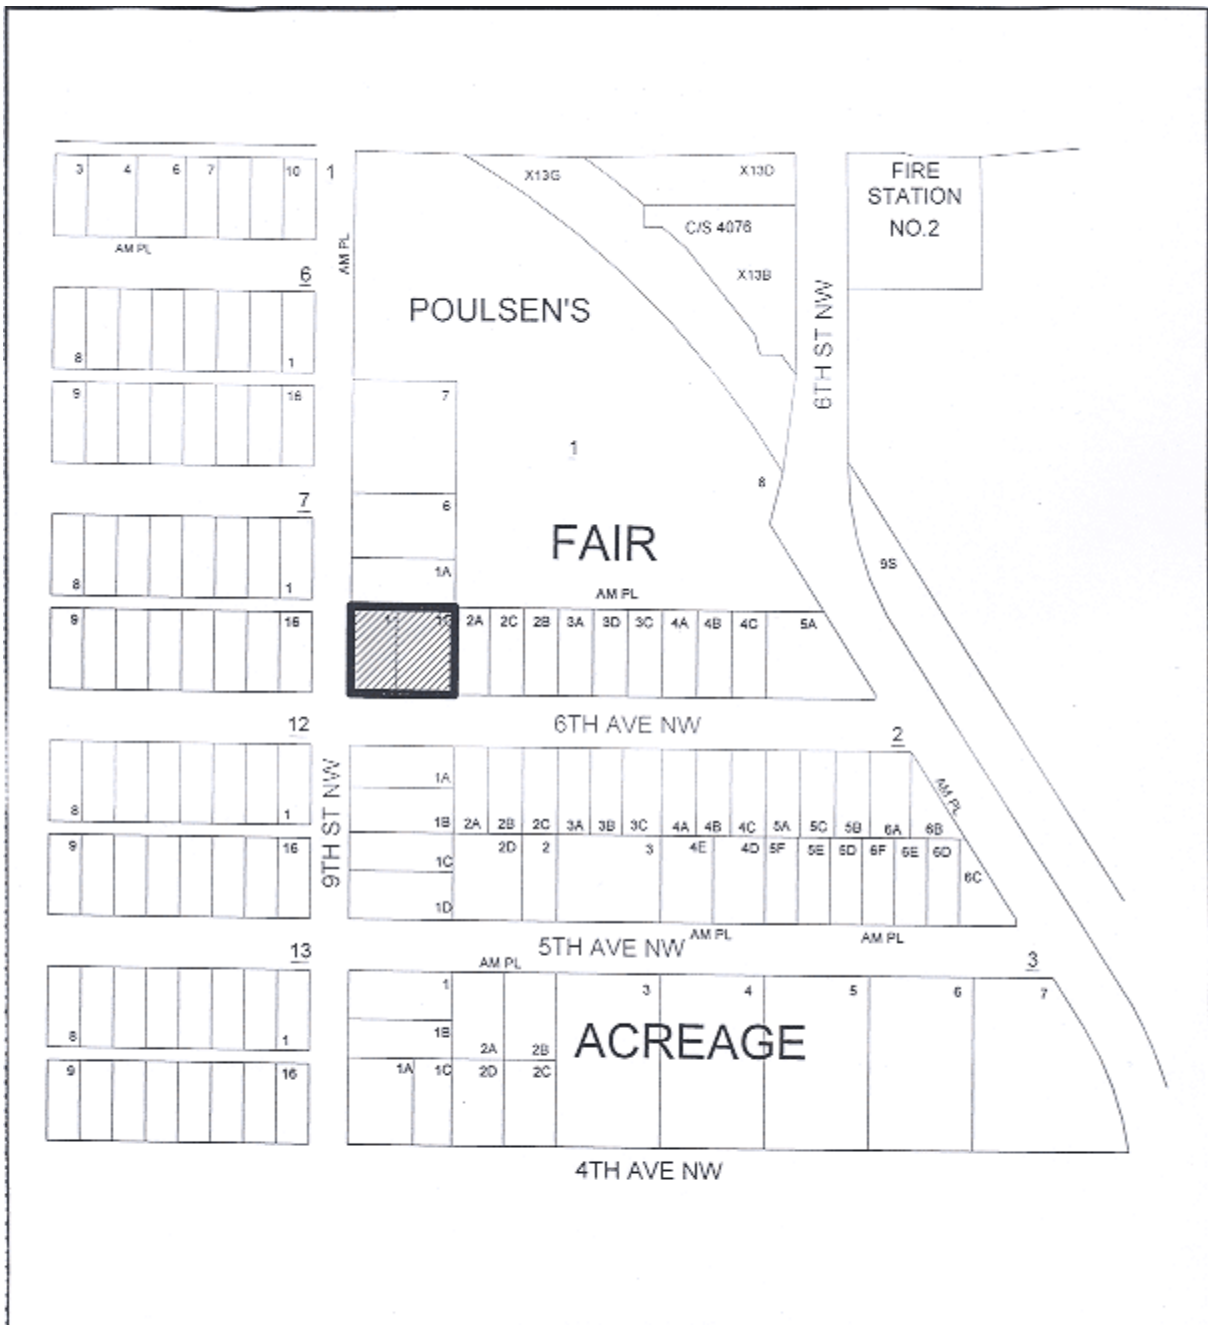 3 4 6 7 10 1
X13G X13D
FIRE
STATION
NO.2
AM PL
AM PL
C/S 4076
X13B
6
POULSEN'S
6TH ST NW
8 1
9 16
7
1
6
8
7
FAIR
9S
1A
8 1
AM PL
9 16
1 2A 2C 2B 3A 3D 3C 4A 4B 4C 5A
12
6TH AVE NW
2
9TH ST NW
1A
AM PL
8 1
1B 2A 2B 2C 3A 3B 3C 4A 4B 4C 5A 5C 5B 6A 6B
9 16
1C 2D 2 3 4E 4D 5F 5E 5D 6F 6E 6D
6C
1D
AM PL
AM PL
13
5TH AVE NW
AM PL
3
1 3 4 5 6 7
8 1
1B 2A 2B
ACREAGE
9 16
1A 1C 2D 2C
4TH AVE NW